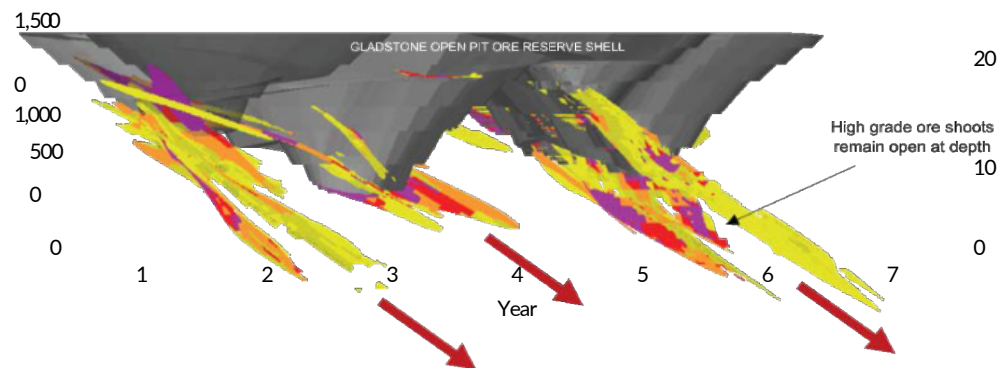 1,500
GLADSTONE OPEN PIT ORE RESERVE SHELL
20
0
1,000
High grade ore shoots
remain open at depth
500
10
0
0
0
1 2 3 4 5 6 7
Year